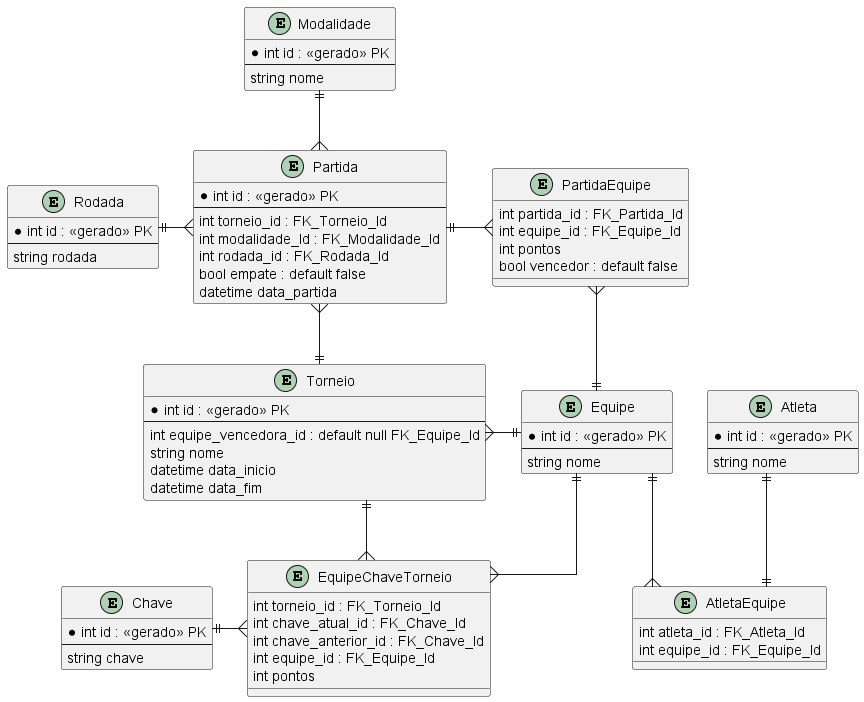 E Modalidade
* int id : «gerado» PK
string nome
E Partida
* int id : «gerado» PK
int torneio_id : FK_Torneio_Id
int modalidade_Id : FK_Modalidade_Id
int rodada_id : FK_Rodada_Id
bool empate : default false
datetime data_partida
E PartidaEquipe
int partida_id : FK_Partida_Id
int equipe_id : FK_Equipe_Id
int pontos
bool vencedor : default false
E Rodada
* int id : «gerado» PK
string rodada
E Torneio
* int id : «gerado» PK
int equipe_vencedora_id : default null FK_Equipe_Id
string nome
datetime data_inicio
datetime data_fim
E Equipe
* int id : «gerado» PK
string nome
E Atleta
* int id : «gerado» PK
string nome
E Chave
* int id : «gerado» PK
string chave
E EquipeChaveTorneio
int torneio_id : FK_Torneio_Id
int chave_atual_id : FK_Chave_Id
int chave_anterior_id : FK_Chave_Id
int equipe_id : FK_Equipe_Id
int pontos
E AtletaEquipe
int atleta_id : FK_Atleta_Id
int equipe_id : FK_Equipe_Id